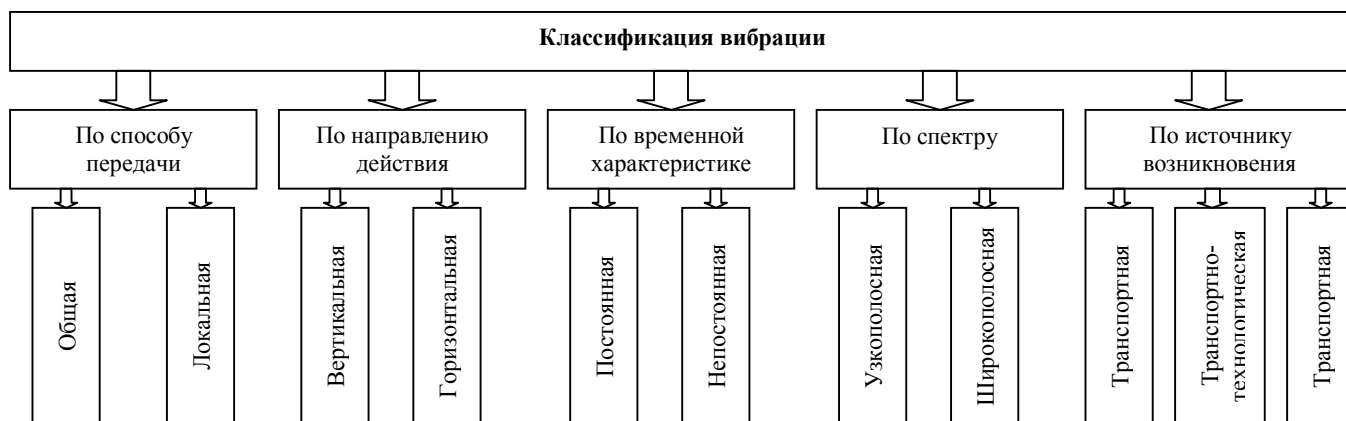 Классификация вибрации
По способу
передачи
По направлению
действия
По временной
характеристике
По спектру
По источнику
возникновения
Общая
Локальная
Вертикальная
Горизонтальная
Постоянная
Непостоянная
Узкополосная
Широкополосная
Транспортная
Транспортно-
технологическая
Транспортная